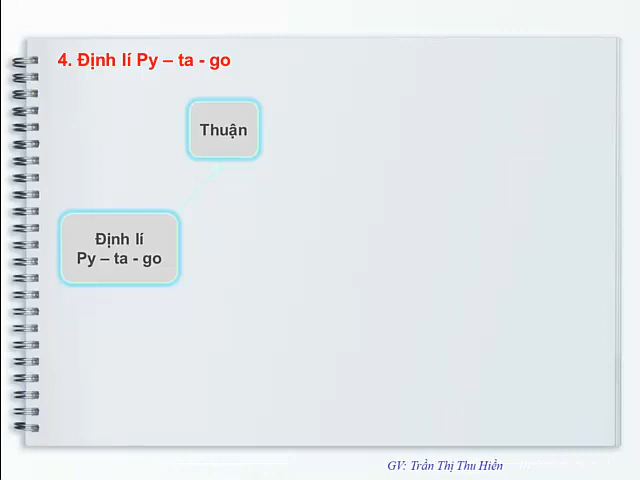 4. Định lí Py – ta - go
Thuận
Định lí
Py – ta - go
GV: Trần Thị Thu Hiền